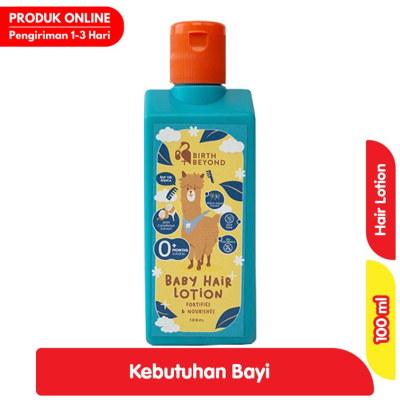 PRODUK ONLINE
Pengiriman 1-3 Hari
BIRTH
BEYOND
0+
MONTHS
BABY HAIR
LOTION
FORTIFIES
& NOURISHES
100ML
Hair Lotion
100 ml
Kebutuhan Bayi